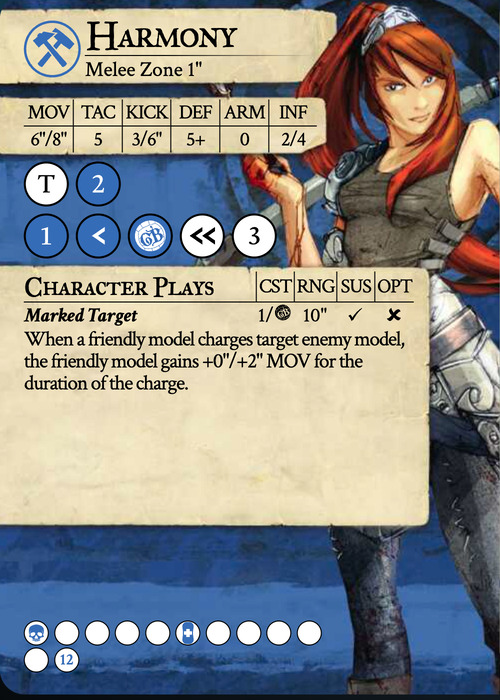 HARMONY
Melee Zone 1"
MOV TAC KICK DEF ARM INF
6"/8" 5 3/6" 5+ 0 2/4
T 2
1 < GB << 3
CHARACTER PLAYS CST RNG SUS OPT
Marked Target 1/GB 10" ✓ ✘
When a friendly model charges target enemy model,
the friendly model gains +0"/+2" MOV for the
duration of the charge.
12